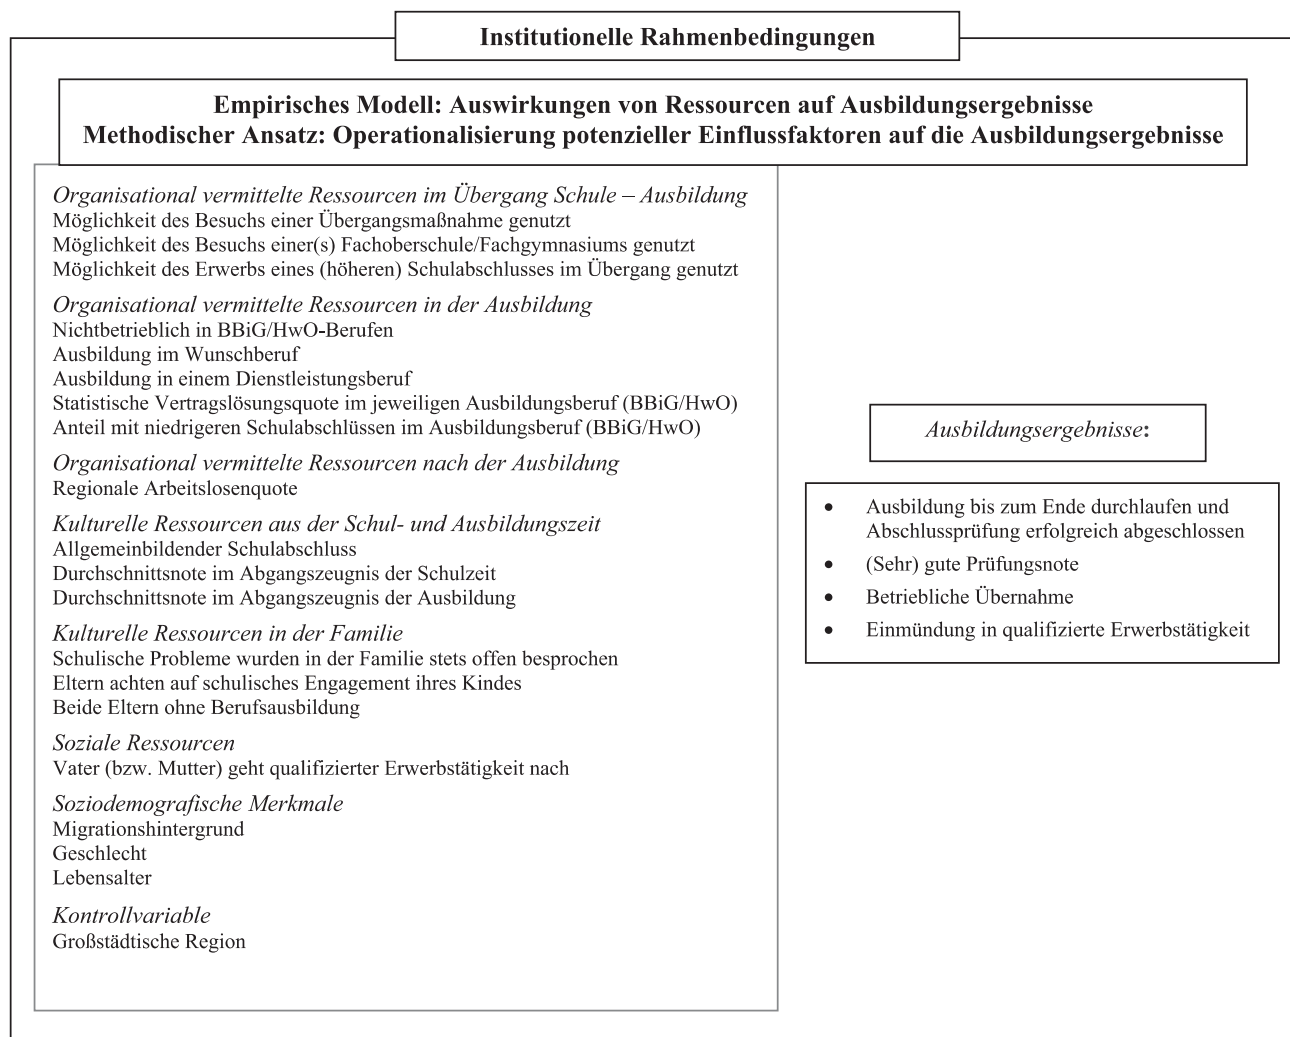 Institutionelle Rahmenbedingungen
Empirisches Modell: Auswirkungen von Ressourcen auf Ausbildungsergebnisse
Methodischer Ansatz: Operationalisierung potenzieller Einflussfaktoren auf die Ausbildungsergebnisse
Organisational vermittelte Ressourcen im Übergang Schule – Ausbildung
Möglichkeit des Besuchs einer Übergangsmaßnahme genutzt
Möglichkeit des Besuchs einer(s) Fachoberschule/Fachgymnasiums genutzt
Möglichkeit des Erwerbs eines (höheren) Schulabschlusses im Übergang genutzt
Organisational vermittelte Ressourcen in der Ausbildung
Nichtbetrieblich in BBiG/HwO-Berufen
Ausbildung im Wunschberuf
Ausbildung in einem Dienstleistungsberuf
Statistische Vertragslösungsquote im jeweiligen Ausbildungsberuf (BBiG/HwO)
Anteil mit niedrigeren Schulabschlüssen im Ausbildungsberuf (BBiG/HwO)
Organisational vermittelte Ressourcen nach der Ausbildung
Regionale Arbeitslosenquote
Kulturelle Ressourcen aus der Schul- und Ausbildungszeit
Allgemeinbildender Schulabschluss
Durchschnittsnote im Abgangszeugnis der Schulzeit
Durchschnittsnote im Abgangszeugnis der Ausbildung
Kulturelle Ressourcen in der Familie
Schulische Probleme wurden in der Familie stets offen besprochen
Eltern achten auf schulisches Engagement ihres Kindes
Beide Eltern ohne Berufsausbildung
Soziale Ressourcen
Vater (bzw. Mutter) geht qualifizierter Erwerbstätigkeit nach
Soziodemografische Merkmale
Migrationshintergrund
Geschlecht
Lebensalter
Kontrollvariable
Großstädtische Region
Ausbildungsergebnisse:
• Ausbildung bis zum Ende durchlaufen und
Abschlussprüfung erfolgreich abgeschlossen
• (Sehr) gute Prüfungsnote
• Betriebliche Übernahme
• Einmündung in qualifizierte Erwerbstätigkeit